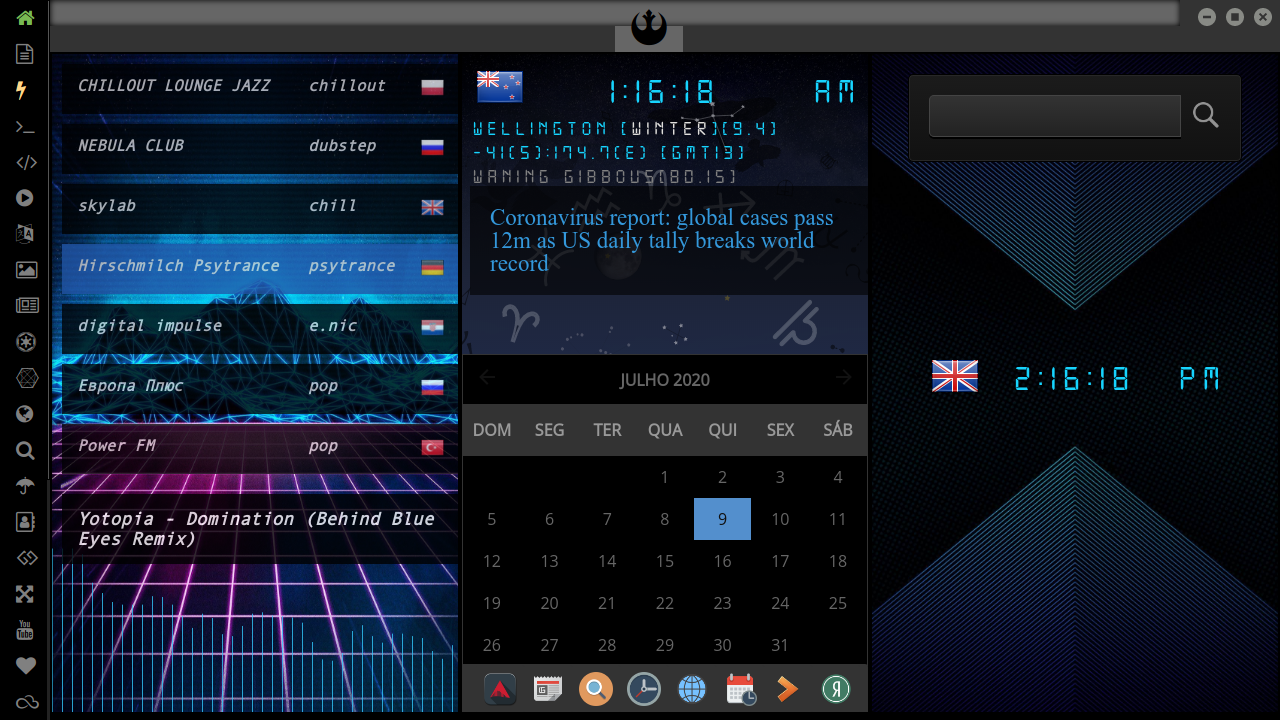 CHILLOUT LOUNGE JAZZ chillout
NEBULA CLUB dubstep
skylab chill
Hirschmilch Psytrance psytrance
digital impulse e.nic
Европа Плюс pop
Power FM pop
Yotopia - Domination (Behind Blue
Eyes Remix)
1:16:18 AM
WELLINGTON [WINTER][9.4]
-41(S):174.7(E) [GMT13]
WANING GIBBOUS[80.15]
Coronavirus report: global cases pass
12m as US daily tally breaks world
record
JULHO 2020
DOM SEG TER QUA QUI SEX SÁB
1 2 3 4
5 6 7 8 9 10 11
12 13 14 15 16 17 18
19 20 21 22 23 24 25
26 27 28 29 30 31
2:16:18 PM
You
Tube
Я